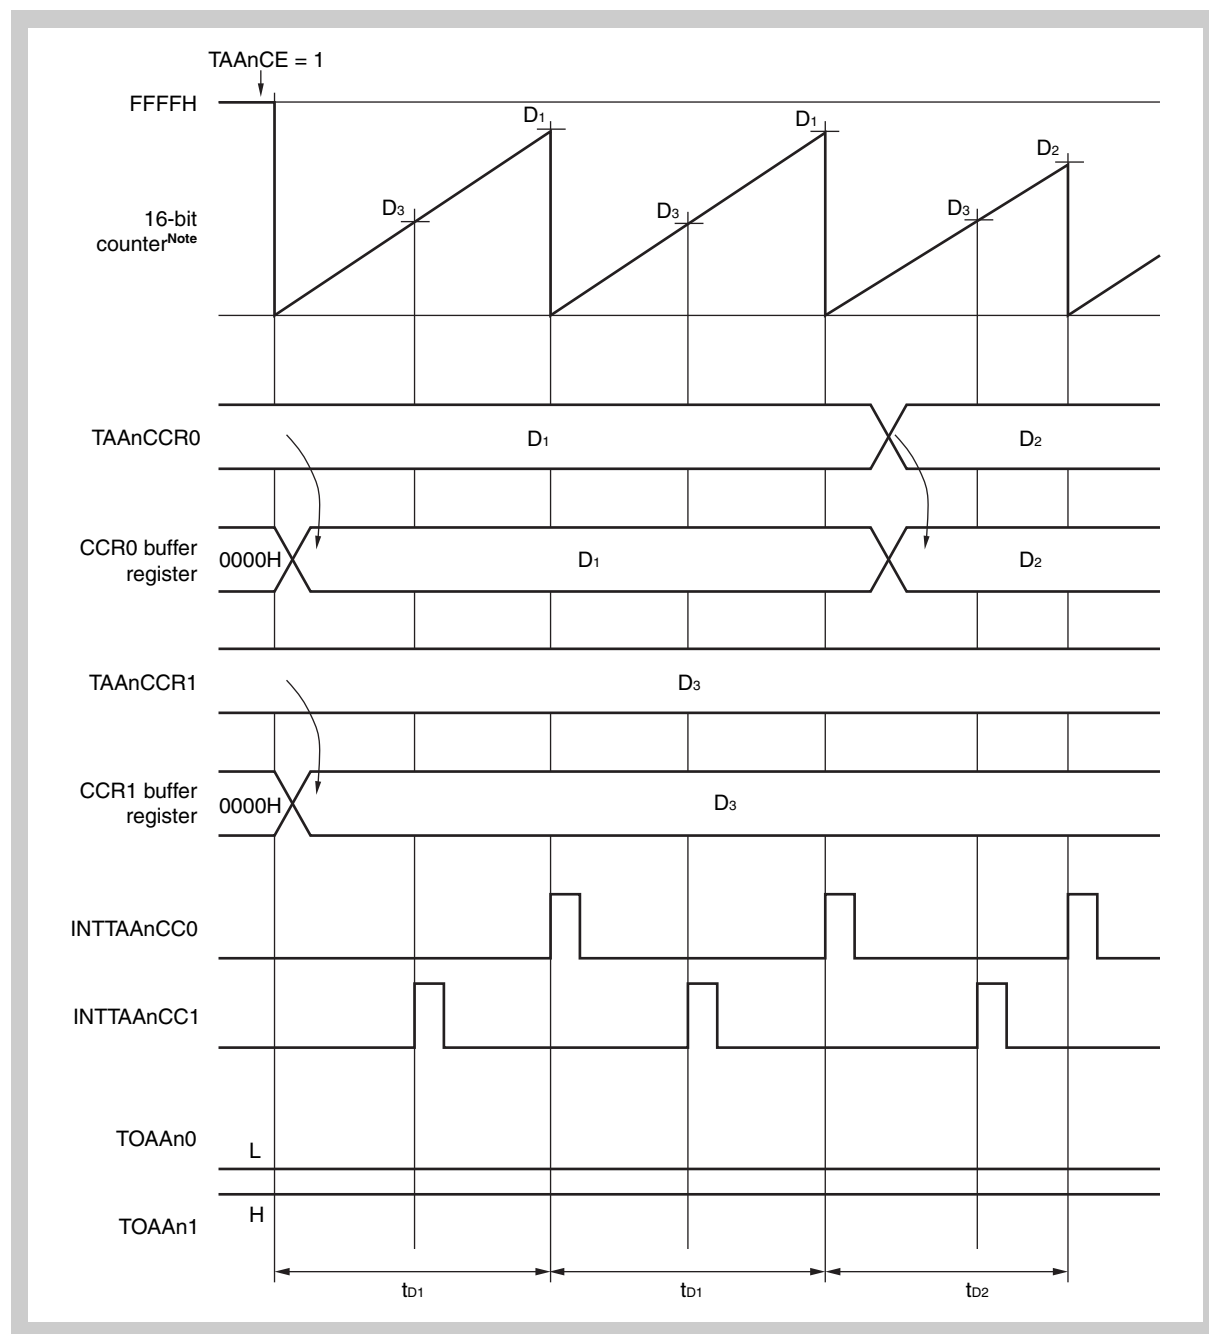 TAAnCE = 1
FFFFH
D1
D1
D2
D3
D3
D3
16-bit
counterNote
TAAnCCR0
D1
D2
CCR0 buffer
register
0000H
D1
D2
TAAnCCR1
D3
CCR1 buffer
register
0000H
D3
INTTAAnCC0
INTTAAnCC1
TOAAn0
L
TOAAn1
H
tD1
tD1
tD2